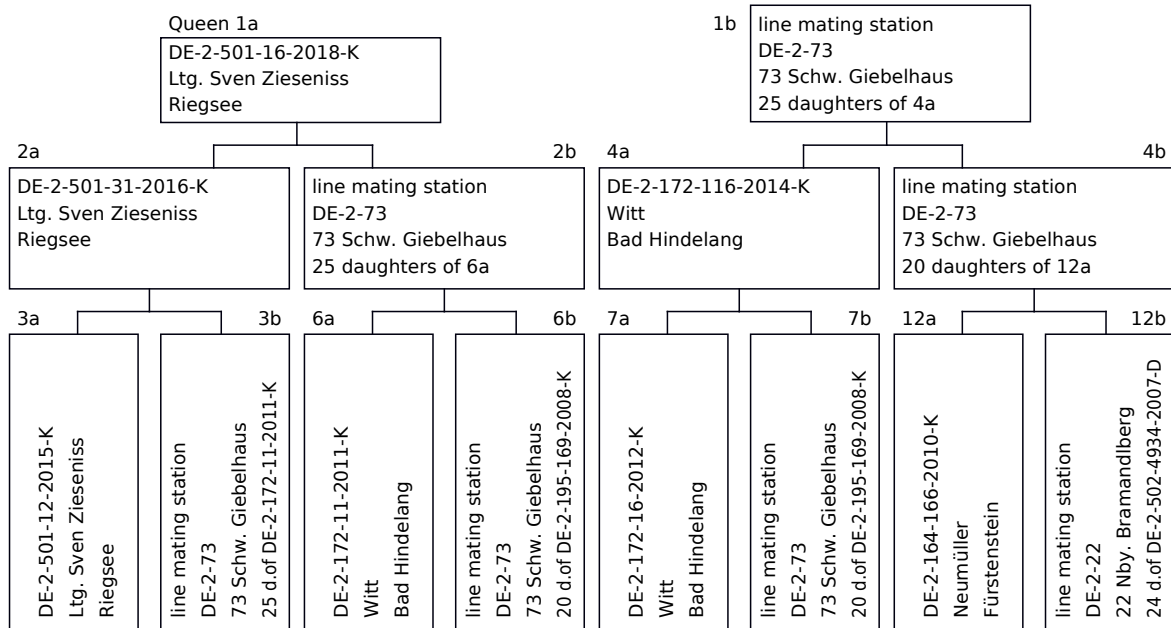 Queen 1a
DE-2-501-16-2018-K
Ltg. Sven Zieseniss
Riegsee
1b
line mating station
DE-2-73
73 Schw. Giebelhaus
25 daughters of 4a
2a
DE-2-501-31-2016-K
Ltg. Sven Zieseniss
Riegsee
2b
line mating station
DE-2-73
73 Schw. Giebelhaus
25 daughters of 6a
4a
DE-2-172-116-2014-K
Witt
Bad Hindelang
4b
line mating station
DE-2-73
73 Schw. Giebelhaus
20 daughters of 12a
3a
DE-2-501-12-2015-K
Ltg. Sven Zieseniss
Riegsee
3b
line mating station
DE-2-73
73 Schw. Giebelhaus
25 d.of DE-2-172-11-2011-K
6a
DE-2-172-11-2011-K
Witt
Bad Hindelang
6b
line mating station
DE-2-73
73 Schw. Giebelhaus
20 d.of DE-2-195-169-2008-K
7a
DE-2-172-16-2012-K
Witt
Bad Hindelang
7b
line mating station
DE-2-73
73 Schw. Giebelhaus
20 d.of DE-2-195-169-2008-K
12a
DE-2-164-166-2010-K
Neumüller
Fürstenstein
12b
line mating station
DE-2-22
22 Nby. Bramandlberg
24 d.of DE-2-502-4934-2007-D